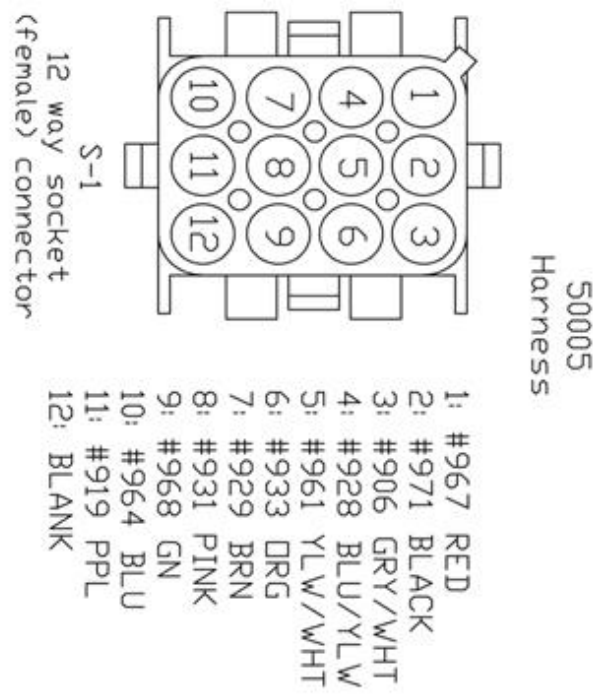 50005
Harness
1
2
3
4
5
6
7
8
9
10
11
12
S-1
12 way socket
(female) connector
1: #967 RED
2: #971 BLACK
3: #906 GRY/WHT
4: #928 BLU/YLW
5: #961 YLW/WHT
6: #933 ORG
7: #929 BRN
8: #931 PINK
9: #968 GN
10: #964 BLU
11: #919 PPL
12: BLANK